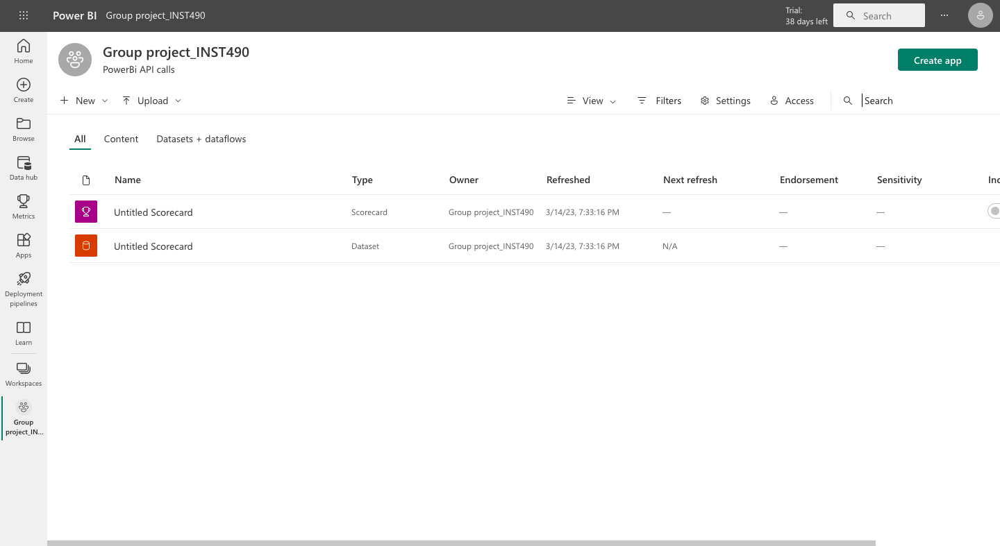 Power BI Group project_INST490
Trial:
38 days left
Search
Home
Create
Browse
Data hub
Metrics
Apps
Deployment
pipelines
Learn
Workspaces
Group
project_IN...
Group project_INST490
PowerBi API calls
Create app
New Upload View Filters Settings Access Search
All Content Datasets + dataflows
Name Type Owner Refreshed Next refresh Endorsement Sensitivity
Untitled Scorecard Scorecard Group project_INST490 3/14/23, 7:33:16 PM — — —
Untitled Scorecard Dataset Group project_INST490 3/14/23, 7:33:16 PM N/A — —